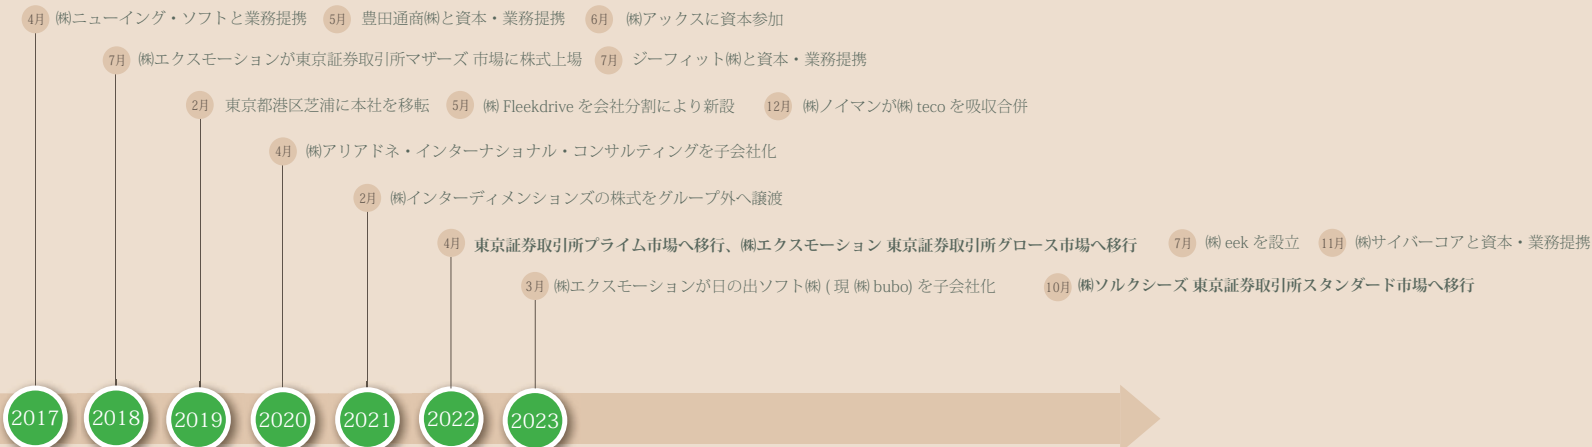 4月 ㈱ニューイング・ソフトと業務提携 5月 豊田通商㈱と資本・業務提携 6月 ㈱アックスに資本参加
7月 ㈱エクスモーションが東京証券取引所マザーズ 市場に株式上場 7月 ジーフィット㈱と資本・業務提携
2月 東京都港区芝浦に本社を移転 5月 ㈱ Fleekdrive を会社分割により新設 12月 ㈱ノイマンが㈱ teco を吸収合併
4月 ㈱アリアドネ・インターナショナル・コンサルティングを子会社化
2月 ㈱インターディメンションズの株式をグループ外へ譲渡
4月 東京証券取引所プライム市場へ移行、㈱エクスモーション 東京証券取引所グロース市場へ移行 7月 ㈱ eek を設立 11月 ㈱サイバーコアと資本・業務提携
3月 ㈱エクスモーションが日の出ソフト㈱ ( 現 ㈱ bubo) を子会社化 10月 ㈱ソルクシーズ 東京証券取引所スタンダード市場へ移行
2017 2018 2019 2020 2021 2022 2023